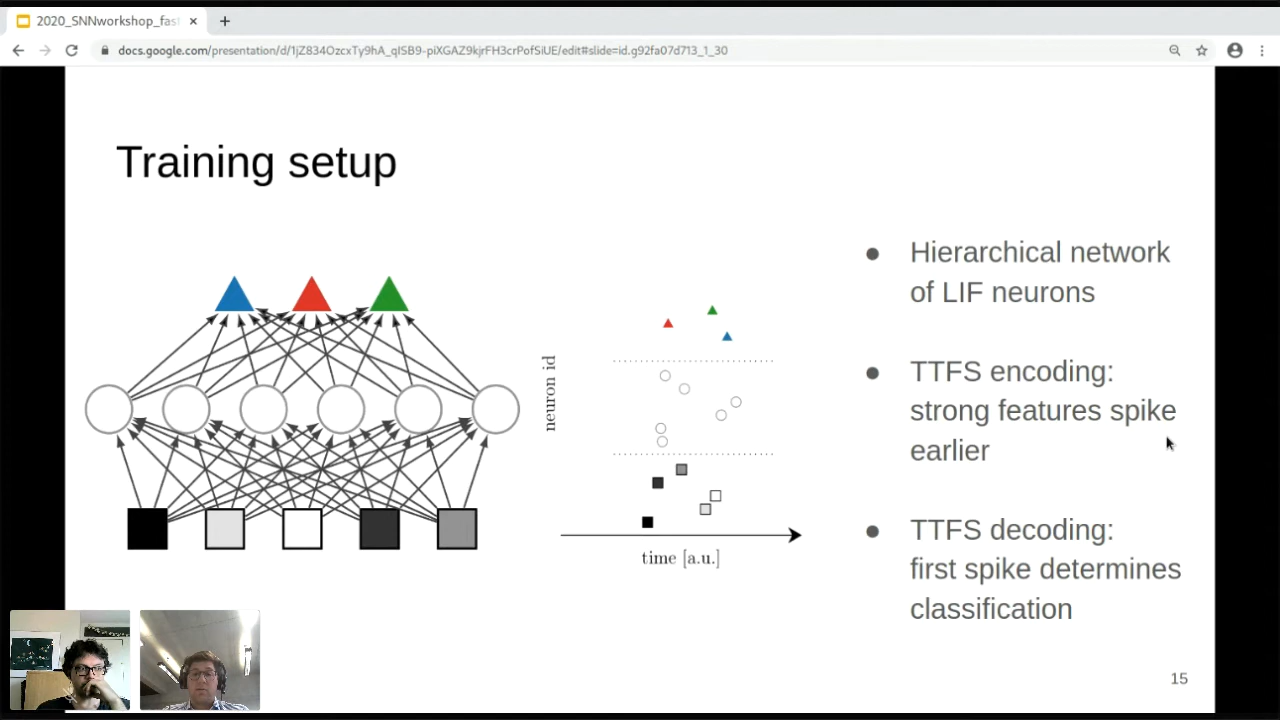 2020_SNNworkshop_fast
docs.google.com/presentation/d/1jZ834OzcxTy9hA_qlSB9-piXGAZ9kjrFH3crPofSiUE/edit#slide=id.g92fa07d713_1_30
Training setup
neuron id
time [a.u.]
● Hierarchical network
of LIF neurons
● TTFS encoding:
strong features spike
earlier
● TTFS decoding:
first spike determines
classification
15